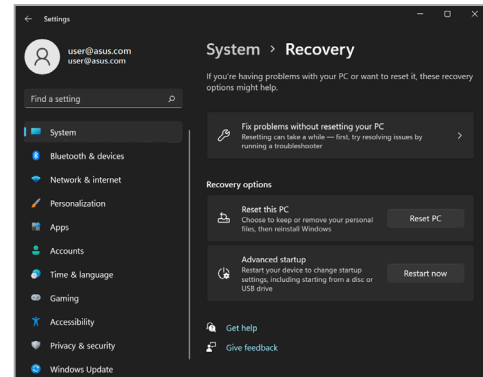 Settings
user@asus.com
user@asus.com
Find a setting
System
Bluetooth & devices
Network & internet
Personalization
Apps
Accounts
Time & language
Gaming
Accessibility
Privacy & security
Windows Update
System > Recovery
If you're having problems with your PC or want to reset it, these recovery
options might help.
Fix problems without resetting your PC
Resetting can take a while — first, try resolving issues by
running a troubleshooter
Recovery options
Reset this PC
Choose to keep or remove your personal
files, then reinstall Windows
Reset PC
Advanced startup
Restart your device to change startup
settings, including starting from a disc or
USB drive
Restart now
Get help
Give feedback